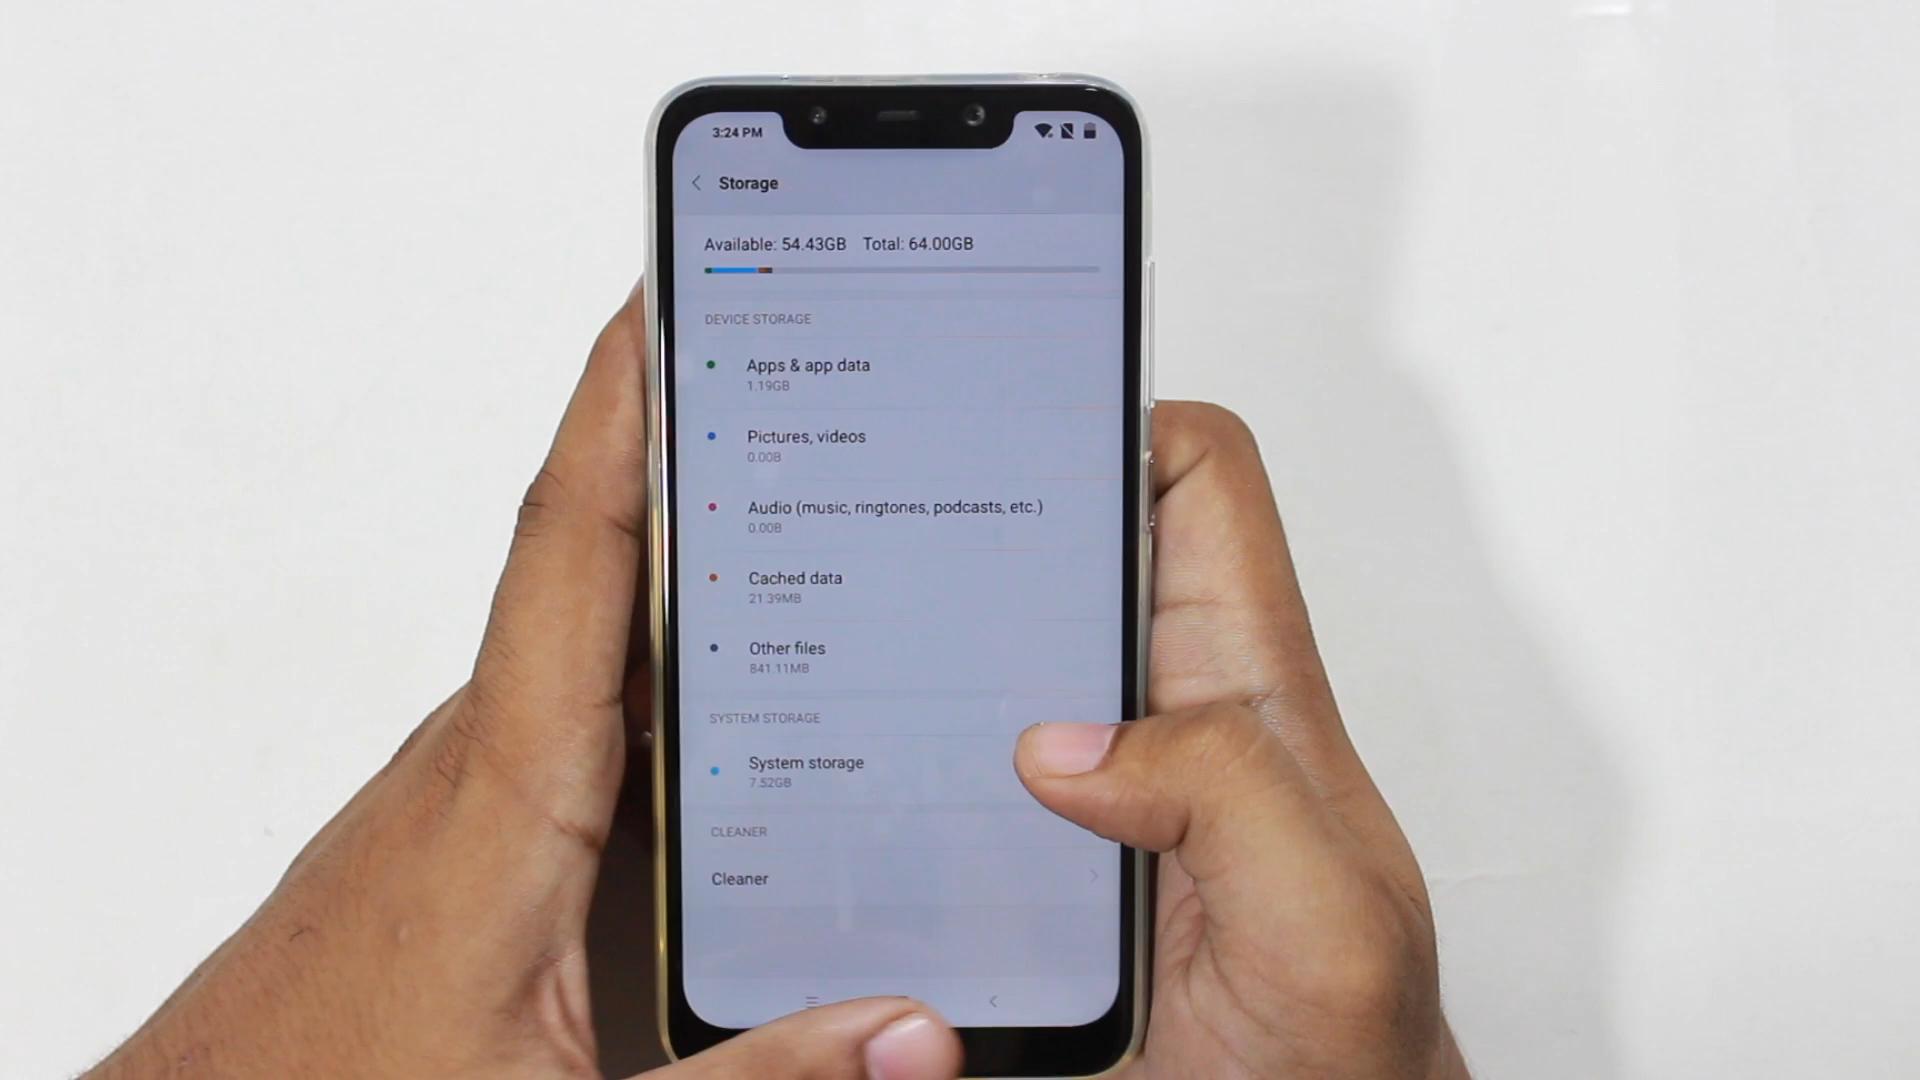 3:24 PM
Storage
Available: 54.43GB Total: 64.00GB
DEVICE STORAGE
Apps & app data
1.19GB
Pictures, videos
0.00B
Audio (music, ringtones, podcasts, etc.)
0.00B
Cached data
21.39MB
Other files
841.11MB
SYSTEM STORAGE
System storage
7.52GB
CLEANER
Cleaner